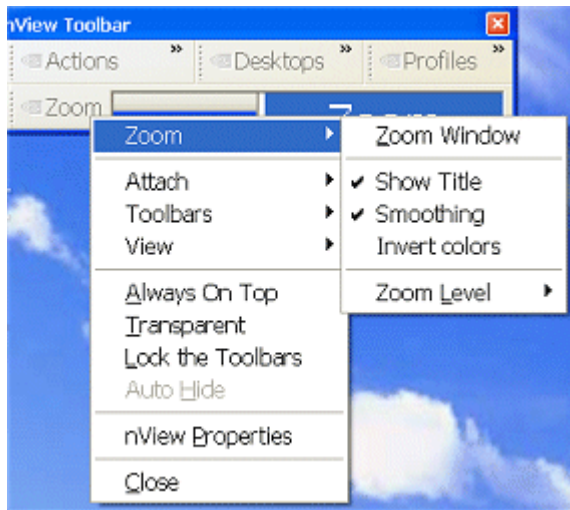 nView Toolbar
Actions » Desktops » Profiles »
Zoom
Zoom
Zoom Window
Attach
Show Title
Toolbars
Smoothing
View
Invert colors
Always On Top
Zoom Level
Transparent
Lock the Toolbars
Auto Hide
nView Properties
Close